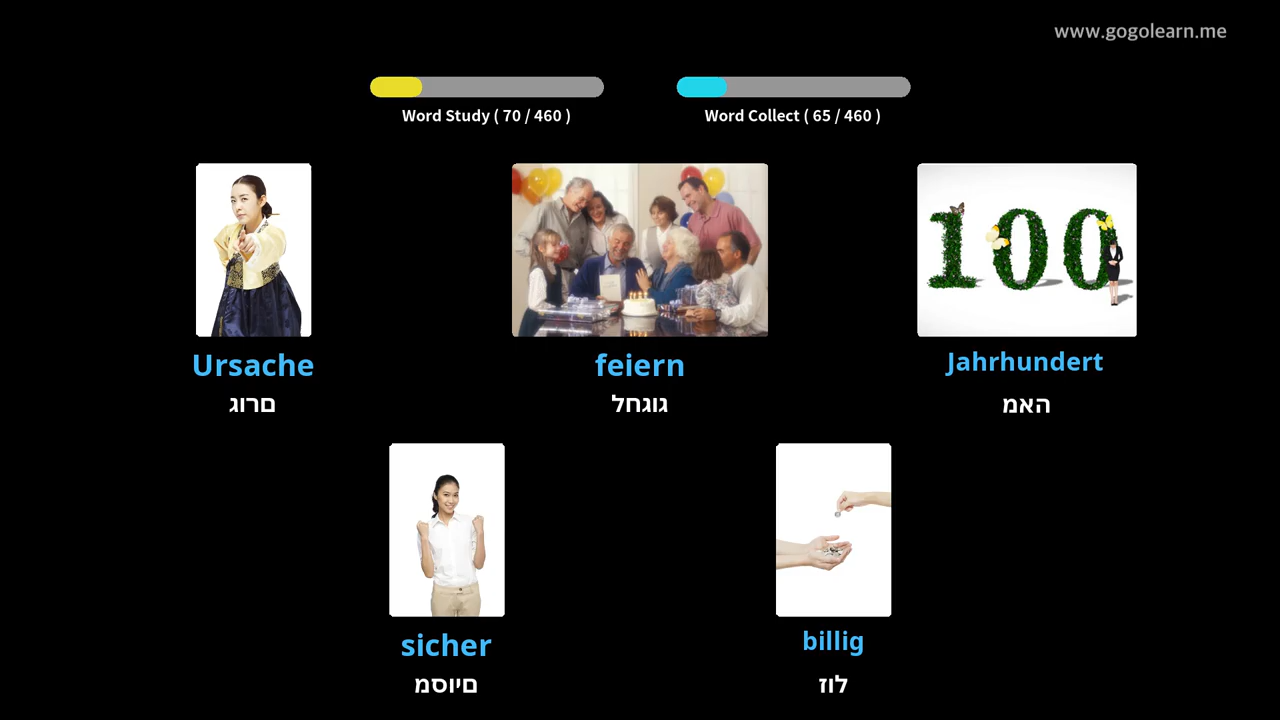 www.gogolearn.me
Word Study ( 70 / 460 )
Word Collect ( 65 / 460 )
Ursache
םרוג
feiern
גוגחל
Jahrhundert
האמ
sicher
םיוסמ
billig
לוז